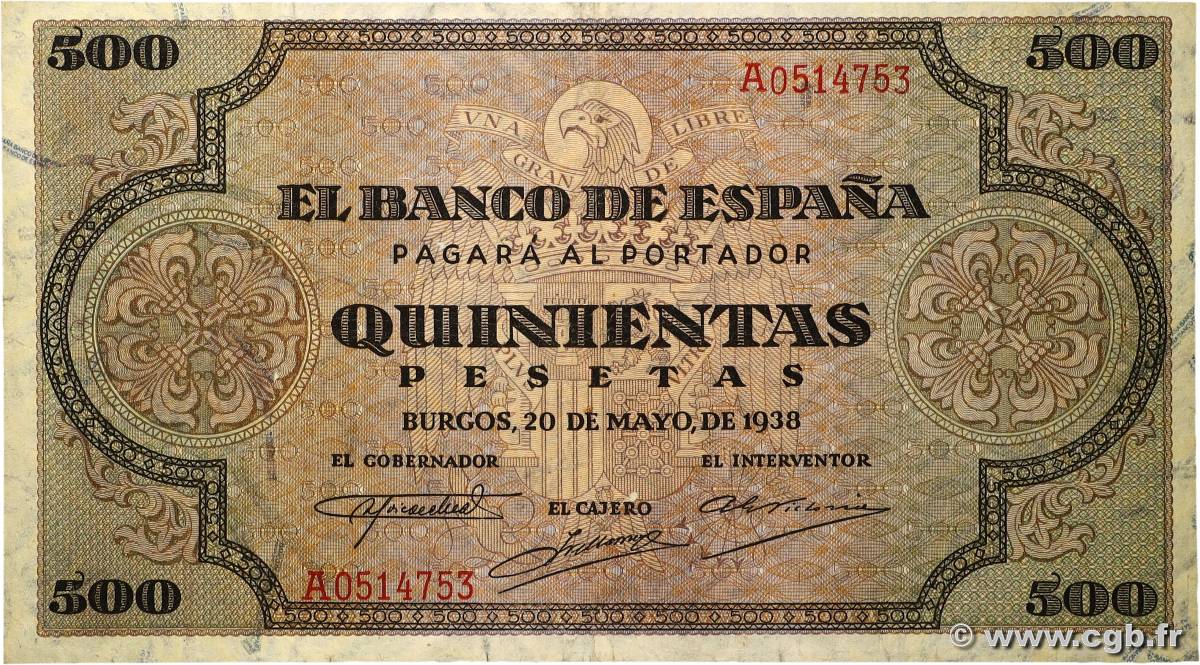 500 500
A0514753
VNA LIBRE
GRANDE
EL BANCO DE ESPAÑA
PAGARÁ AL PORTADOR
QUINIENTAS
PESETAS
BURGOS, 20 DE MAYO, DE 1938
EL GOBERNADOR EL INTERVENTOR
EL CAJERO
A0514753
500 500
© www.cgb.fr